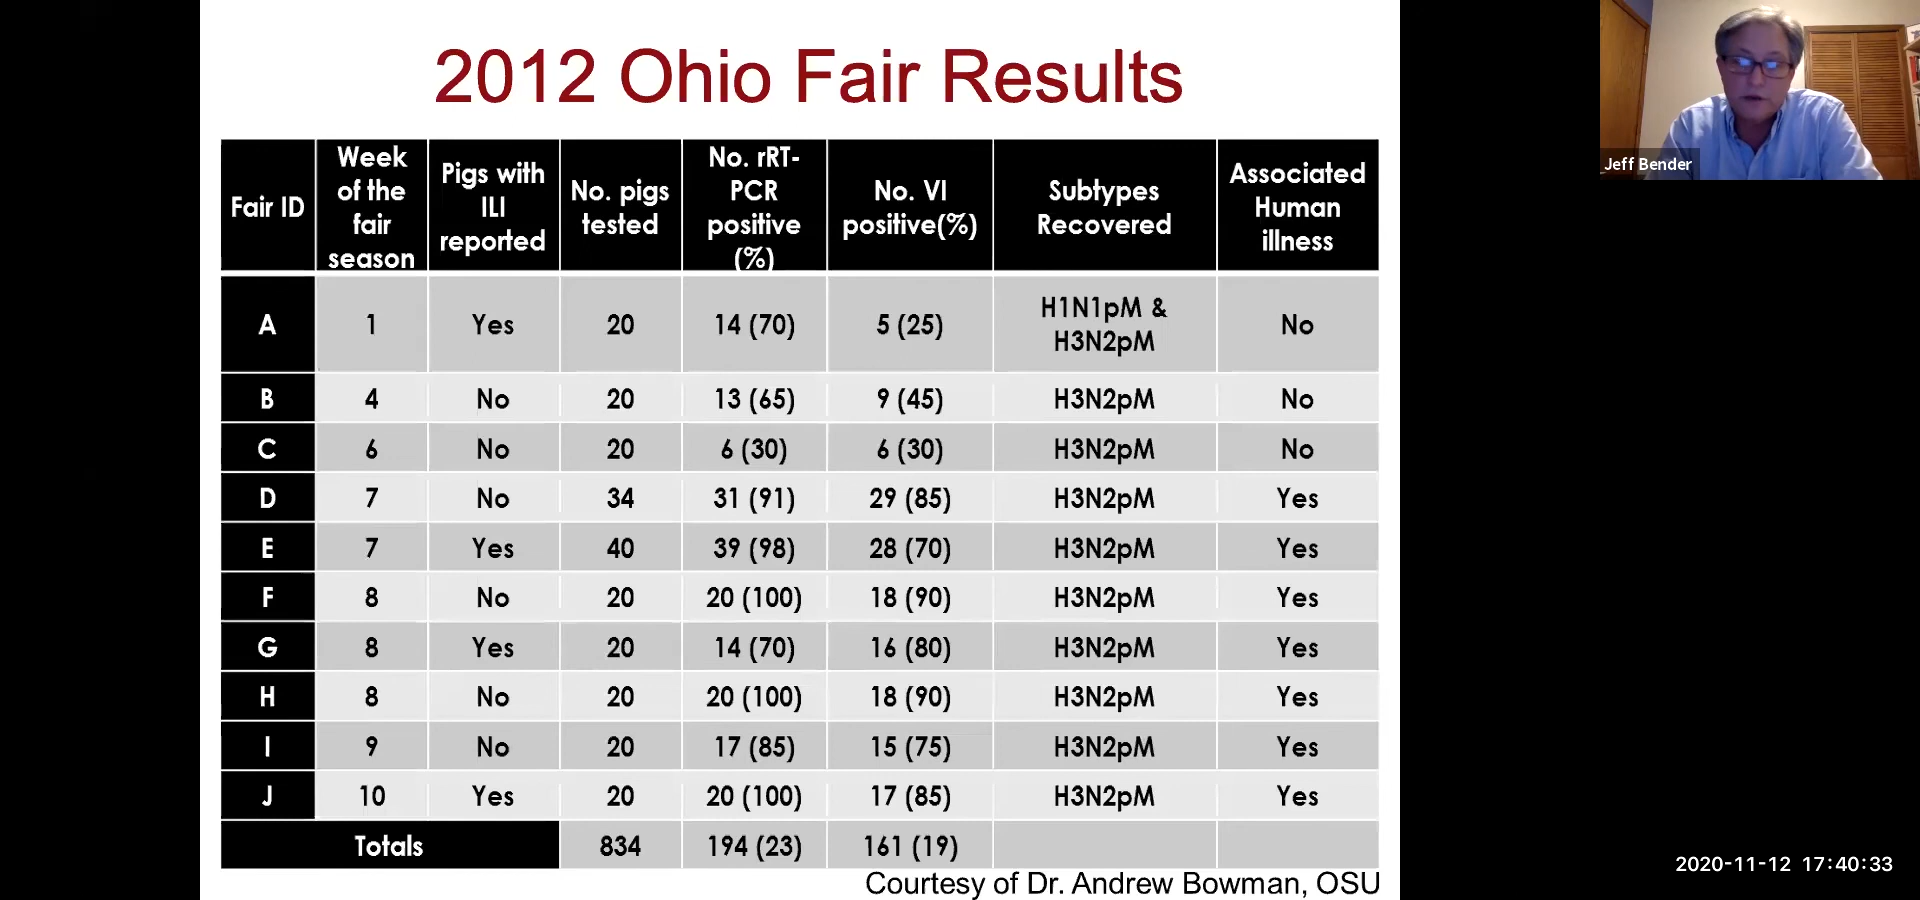 2012 Ohio Fair Results
Fair ID
Week
of the
fair
season
Pigs with
ILI
reported
No. pigs
tested
No. rRT-
PCR
positive
(%)
No. VI
positive(%)
Subtypes
Recovered
Associated
Human
illness
A 1 Yes 20 14 (70) 5 (25) H1N1pM & H3N2pM No
B 4 No 20 13 (65) 9 (45) H3N2pM No
C 6 No 20 6 (30) 6 (30) H3N2pM No
D 7 No 34 31 (91) 29 (85) H3N2pM Yes
E 7 Yes 40 39 (98) 28 (70) H3N2pM Yes
F 8 No 20 20 (100) 18 (90) H3N2pM Yes
G 8 Yes 20 14 (70) 16 (80) H3N2pM Yes
H 8 No 20 20 (100) 18 (90) H3N2pM Yes
I 9 No 20 17 (85) 15 (75) H3N2pM Yes
J 10 Yes 20 20 (100) 17 (85) H3N2pM Yes
Totals 834 194 (23) 161 (19)
Courtesy of Dr. Andrew Bowman, OSU
Jeff Bender
2020-11-12 17:40:33